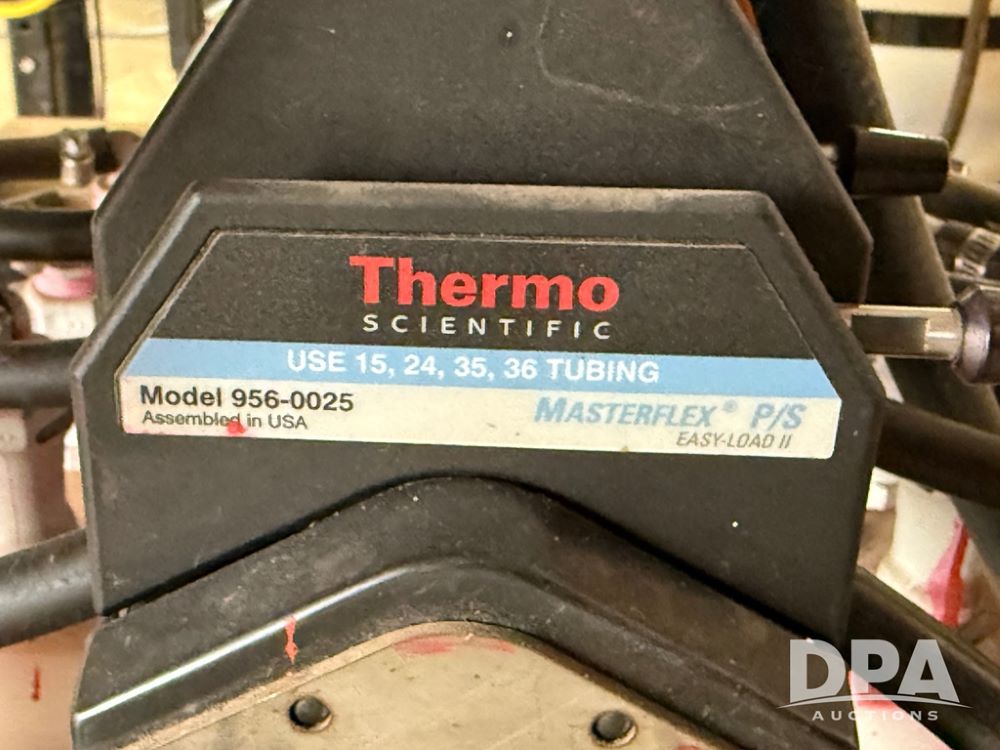 Thermo
SCIENTIFIC
USE 15, 24, 35, 36 TUBING
Model 956-0025
Assembled in USA
MASTERFLEX® P/S
EASY-LOAD II
DPA
AUCTIONS